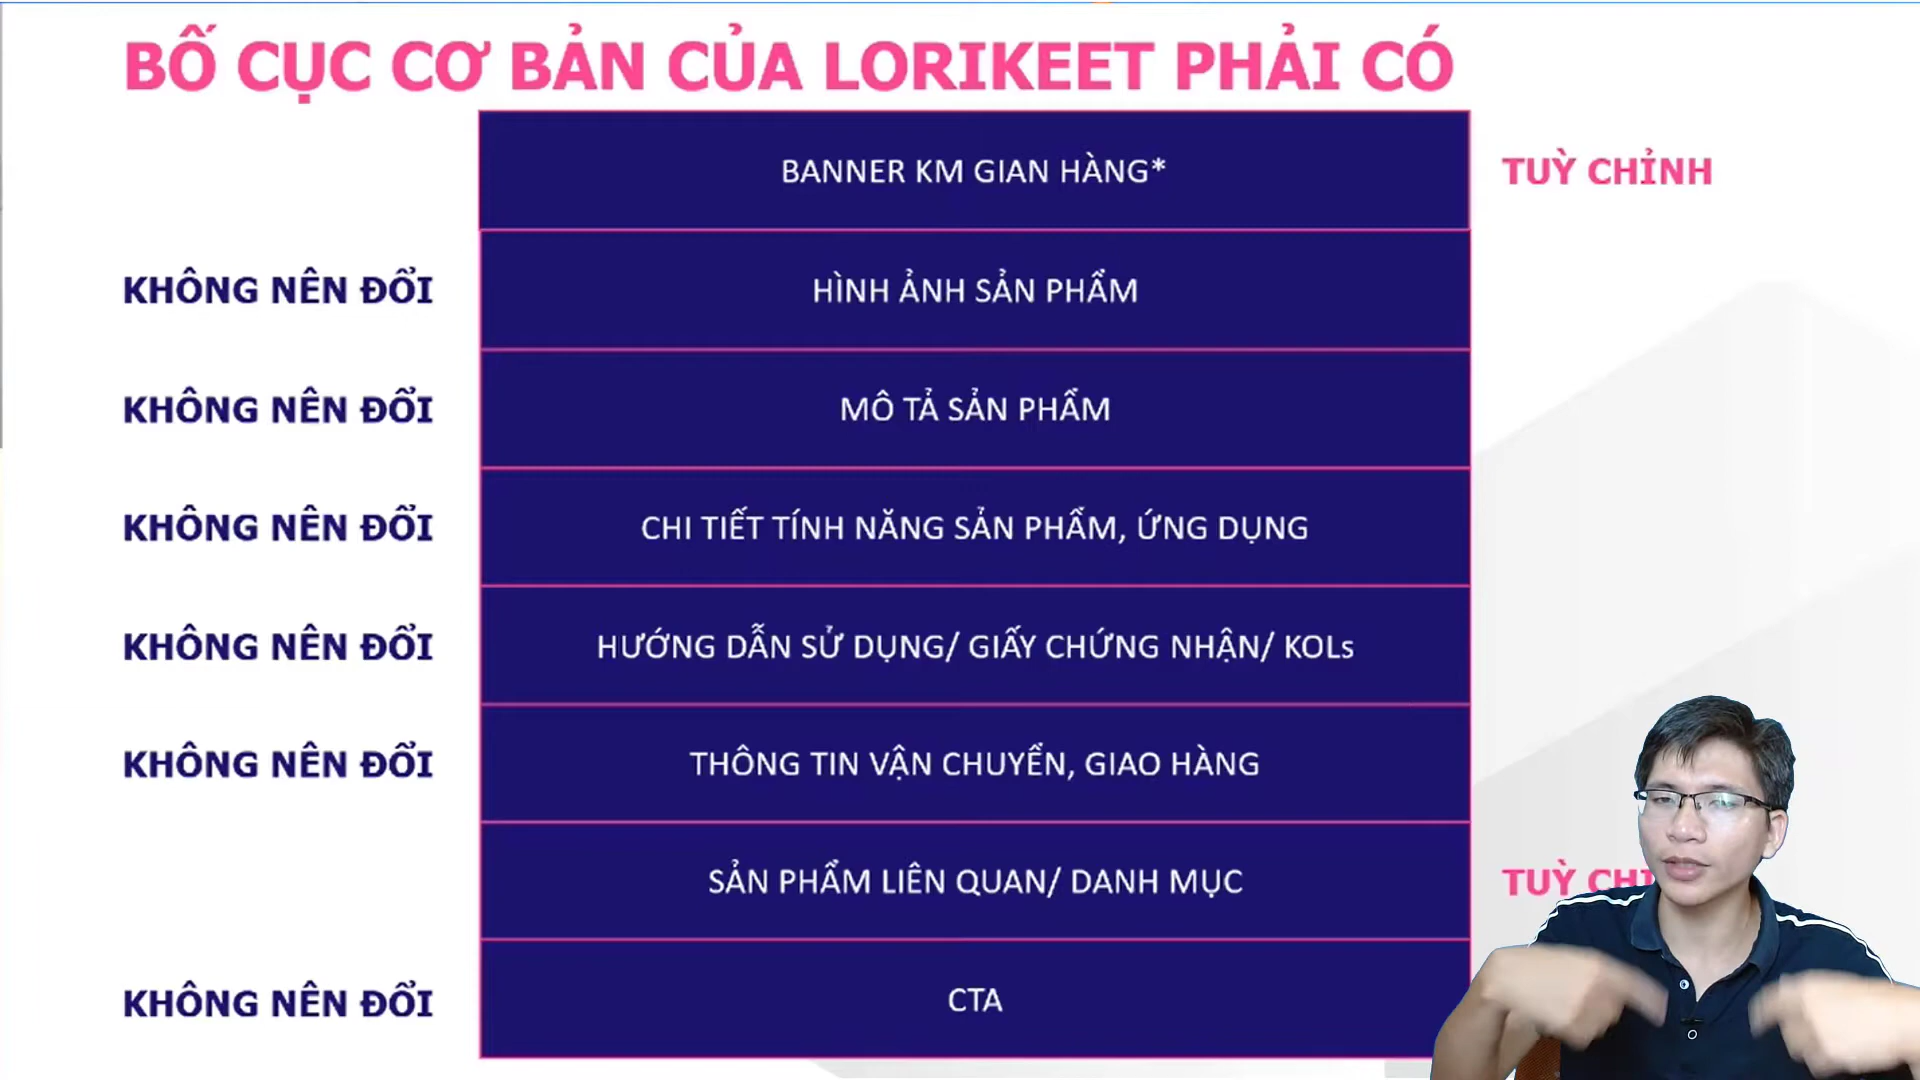 BỐ CỤC CƠ BẢN CỦA LORIKEET PHẢI CÓ
BANNER KM GIAN HÀNG*
TUỲ CHỈNH
KHÔNG NÊN ĐỔI
HÌNH ẢNH SẢN PHẨM
KHÔNG NÊN ĐỔI
MÔ TẢ SẢN PHẨM
KHÔNG NÊN ĐỔI
CHI TIẾT TÍNH NĂNG SẢN PHẨM, ỨNG DỤNG
KHÔNG NÊN ĐỔI
HƯỚNG DẪN SỬ DỤNG/ GIẤY CHỨNG NHẬN/ KOLs
KHÔNG NÊN ĐỔI
THÔNG TIN VẬN CHUYỂN, GIAO HÀNG
SẢN PHẨM LIÊN QUAN/ DANH MỤC
TUỲ
KHÔNG NÊN ĐỔI
CTA